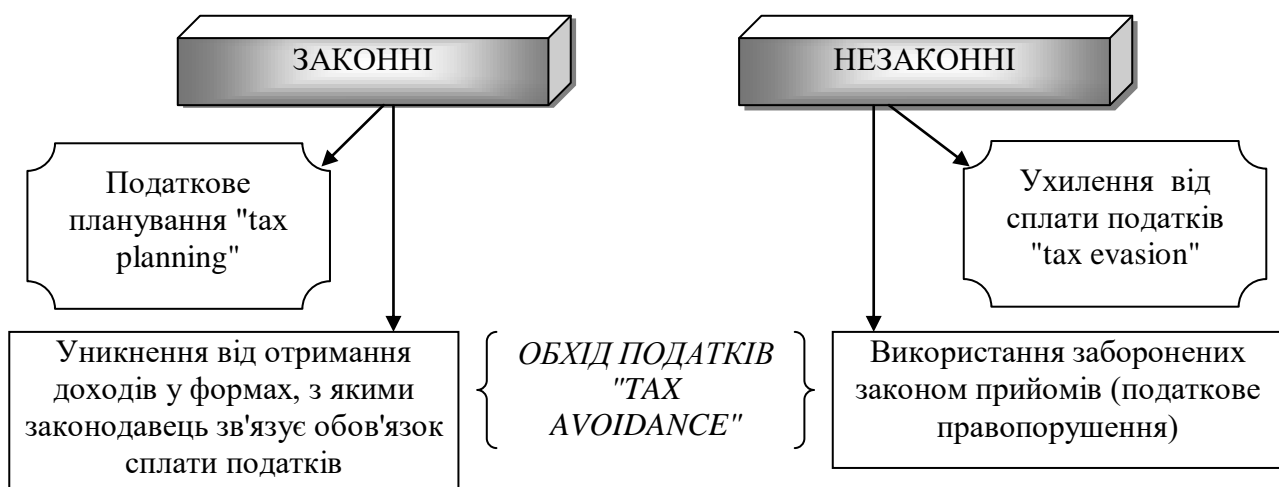 ЗАКОННІ
НЕЗАКОННІ
Податкове
планування "tax
planning"
Ухилення від
сплати податків
"tax evasion"
Уникнення від отримання
доходів у формах, з якими
законодавець зв'язує обов'язок
сплати податків
ОБХІД ПОДАТКІВ
"TAX
AVOIDANCE"
Використання заборонених
законом прийомів (податкове
правопорушення)